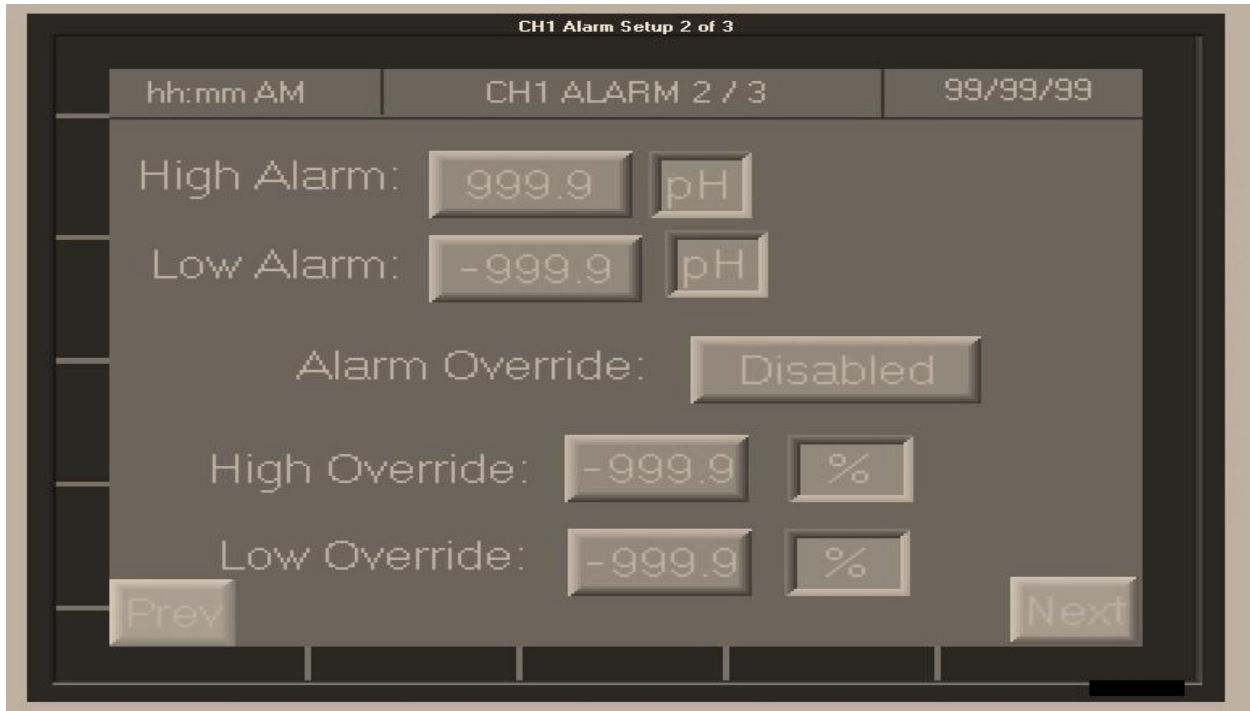 CH1 Alarm Setup 2 of 3
hh:mm AM CH1 ALARM 2 / 3 99/99/99
High Alarm: 999.9 pH
Low Alarm: -999.9 pH
Alarm Override: Disabled
High Override: -999.9 %
Low Override: -999.9 %
Prev Next